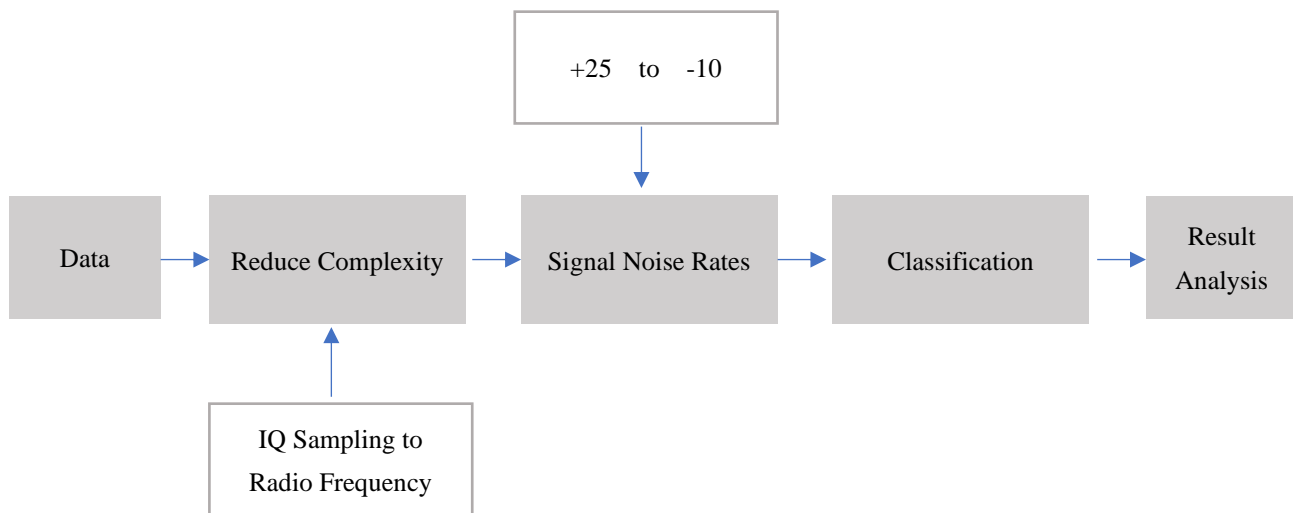 +25 to -10
Data
Reduce Complexity
Signal Noise Rates
Classification
Result
Analysis
IQ Sampling to
Radio Frequency